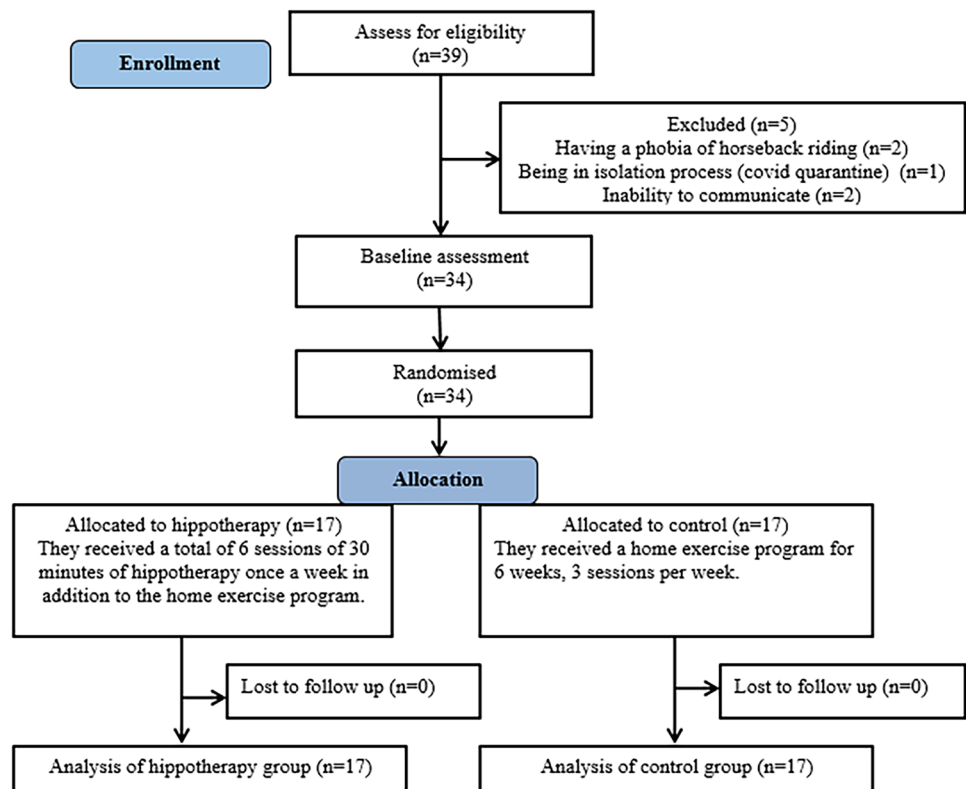 Enrollment
Assess for eligibility
(n=39)
Excluded (n=5)
Having a phobia of horseback riding (n=2)
Being in isolation process (covid quarantine) (n=1)
Inability to communicate (n=2)
Baseline assessment
(n=34)
Randomised
(n=34)
Allocation
Allocated to hippotherapy (n=17)
They received a total of 6 sessions of 30
minutes of hippotherapy once a week in
addition to the home exercise program.
Allocated to control (n=17)
They received a home exercise program for
6 weeks, 3 sessions per week.
Lost to follow up (n=0)
Lost to follow up (n=0)
Analysis of hippotherapy group (n=17)
Analysis of control group (n=17)